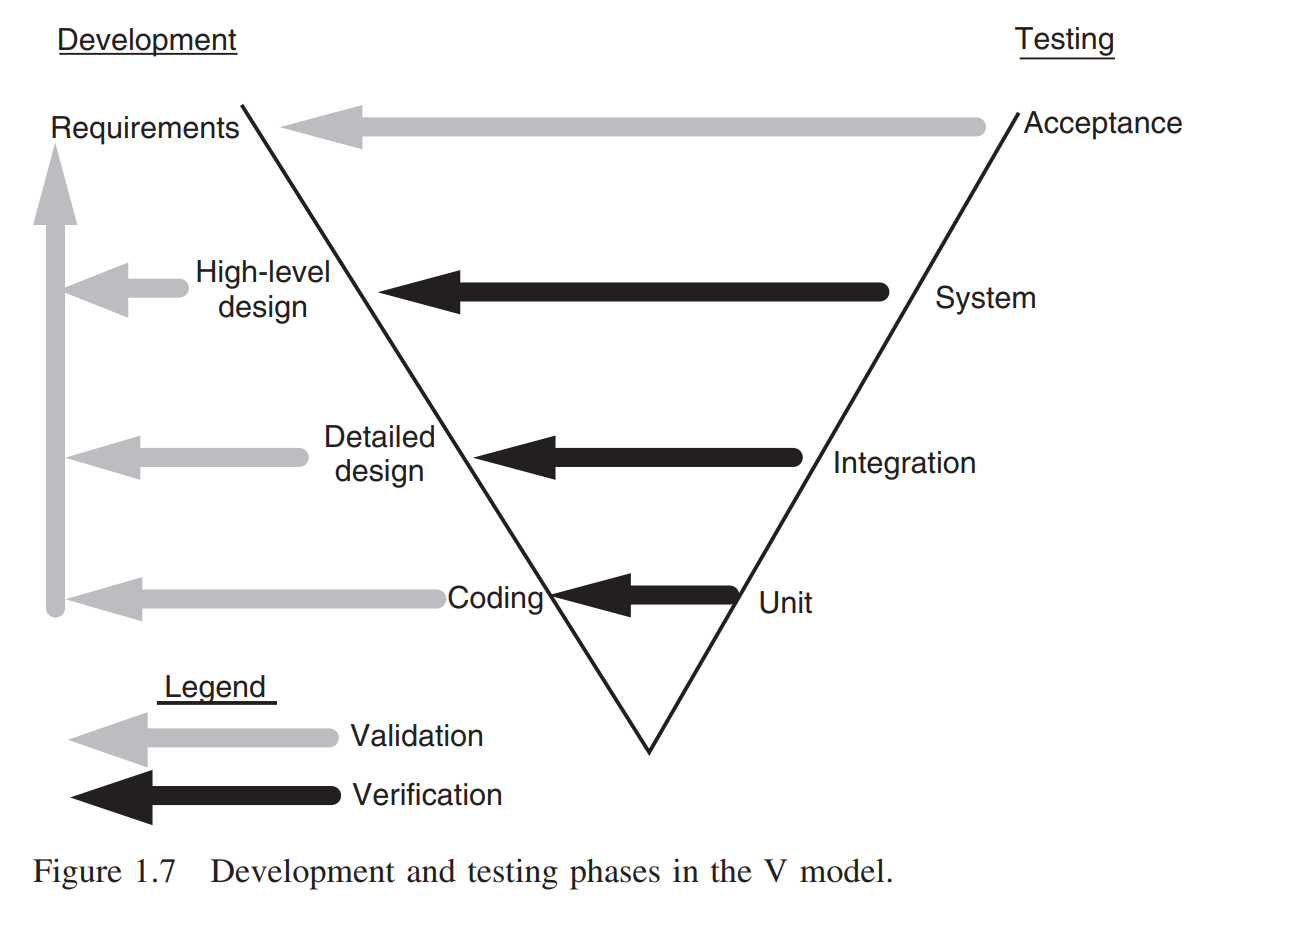 Development
Testing
Requirements
Acceptance
High-level
design
System
Detailed
design
Integration
Coding
Unit
Legend
Validation
Verification
Figure 1.7 Development and testing phases in the V model.